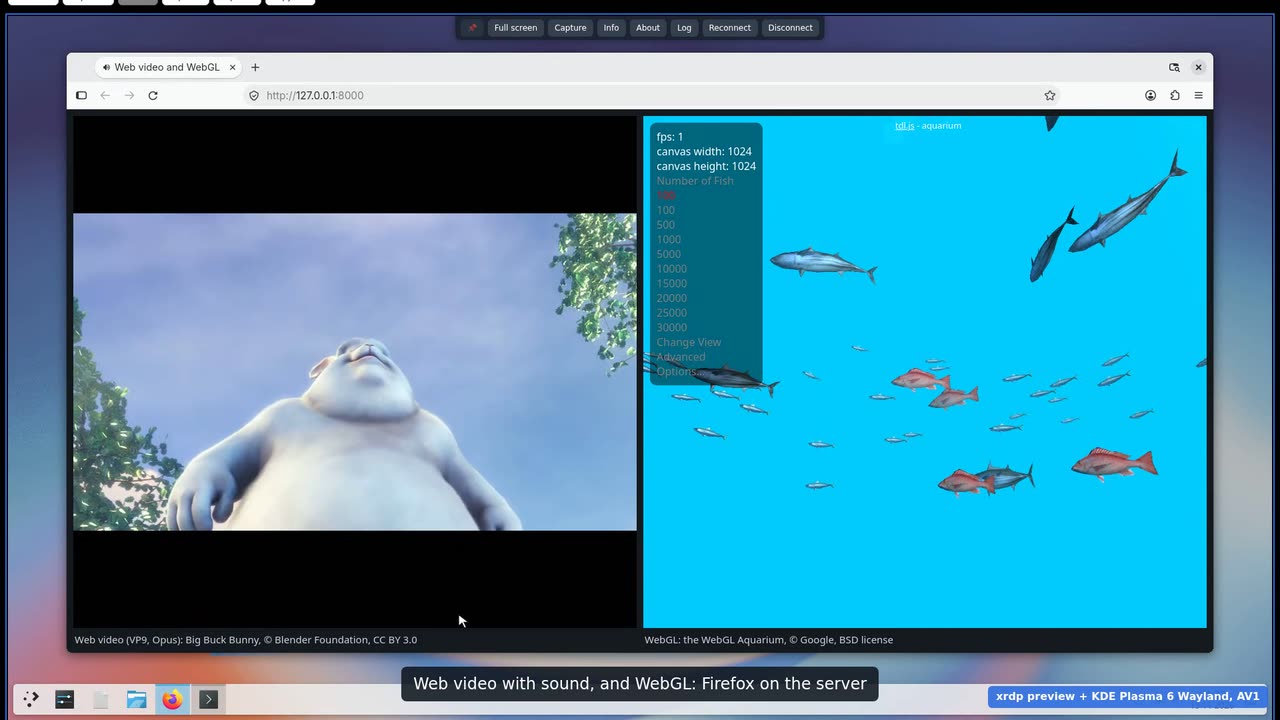 Full screen
Capture
Info
About
Log
Reconnect
Disconnect
Web video and WebGL
http://127.0.0.1:8000
tdl.js - aquarium
fps: 1
canvas width: 1024
canvas height: 1024
Number of Fish
100
500
1000
5000
10000
15000
20000
25000
30000
Change View
Advanced
Options...
Web video (VP9, Opus): Big Buck Bunny, © Blender Foundation, CC BY 3.0
WebGL: the WebGL Aquarium, © Google, BSD license
Web video with sound, and WebGL: Firefox on the server
xrdp preview + KDE Plasma 6 Wayland, AV1